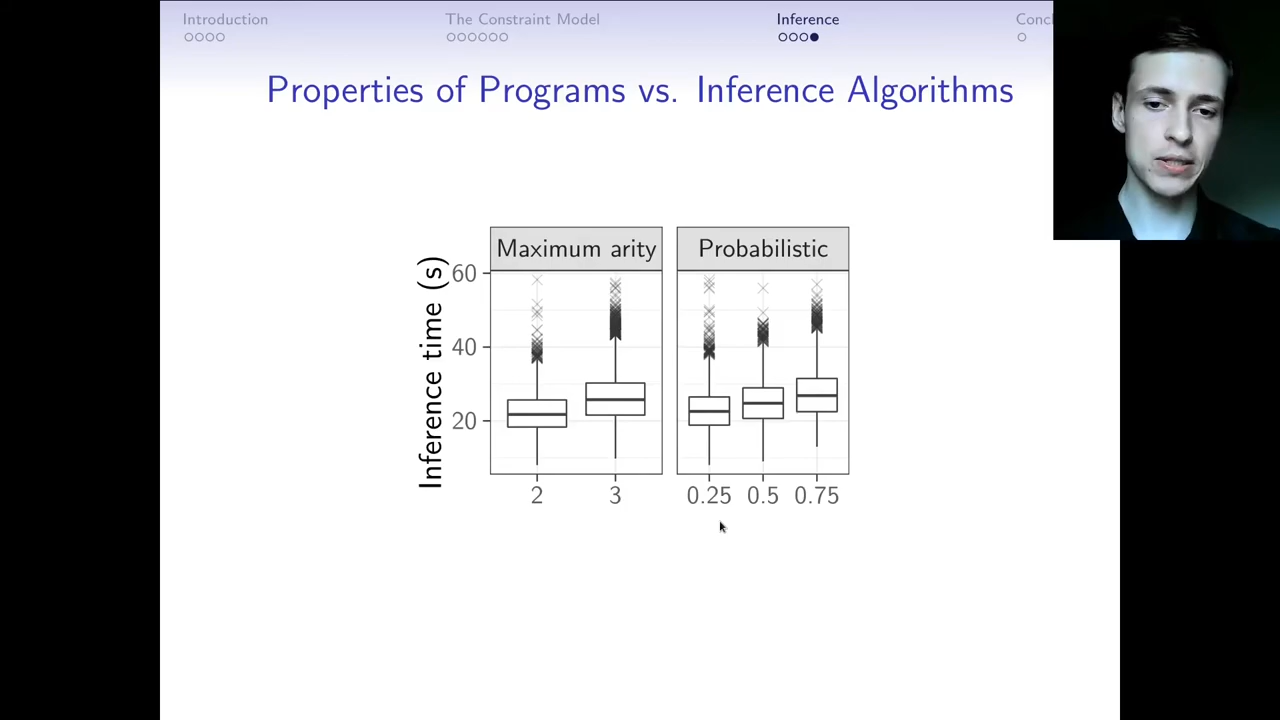 Introduction The Constraint Model Inference Concl
Properties of Programs vs. Inference Algorithms
Maximum arity Probabilistic
Inference time (s)
60
40
20
2 3 0.25 0.5 0.75